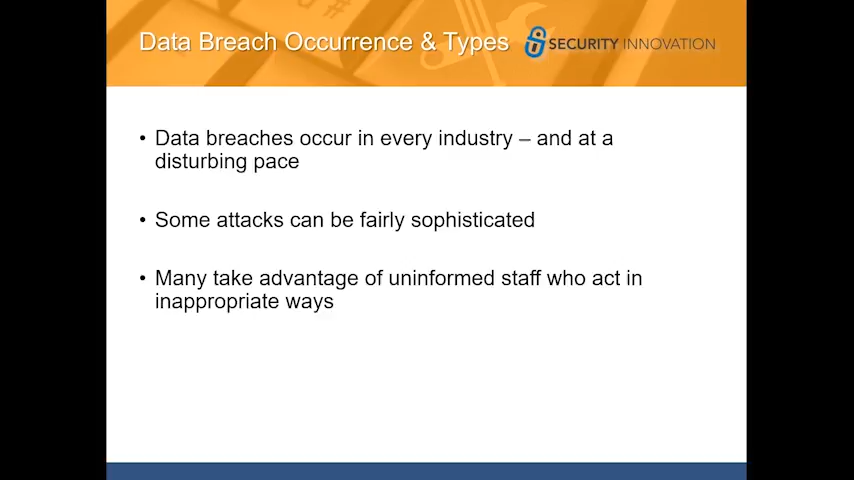 Data Breach Occurrence & Types
SECURITY INNOVATION
• Data breaches occur in every industry – and at a
disturbing pace
• Some attacks can be fairly sophisticated
• Many take advantage of uninformed staff who act in
inappropriate ways